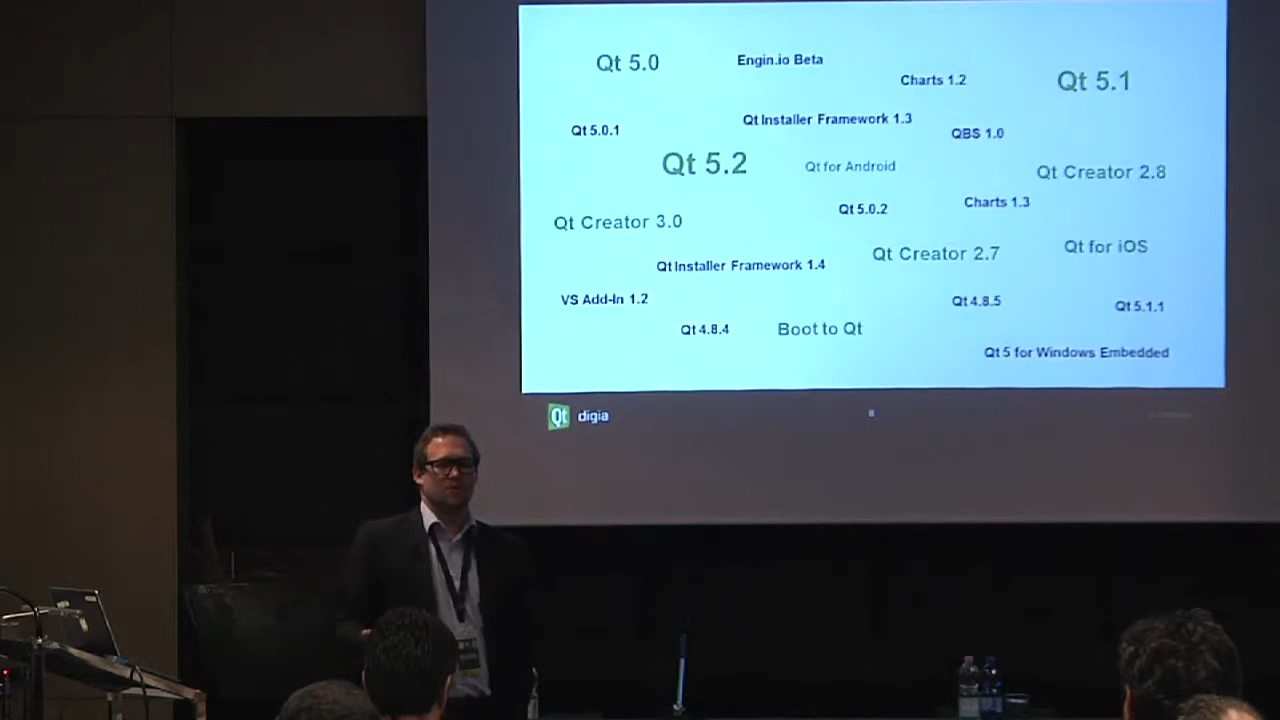 Qt 5.0
Engin.io Beta
Charts 1.2
Qt 5.1
Qt Installer Framework 1.3
Qt 5.0.1
QBS 1.0
Qt 5.2
Qt for Android
Qt Creator 2.8
Charts 1.3
Qt 5.0.2
Qt Creator 3.0
Qt for iOS
Qt Creator 2.7
Qt Installer Framework 1.4
VS Add-In 1.2
Qt 4.8.5
Qt 5.1.1
Qt 4.8.4
Boot to Qt
Qt 5 for Windows Embedded
Qt digia